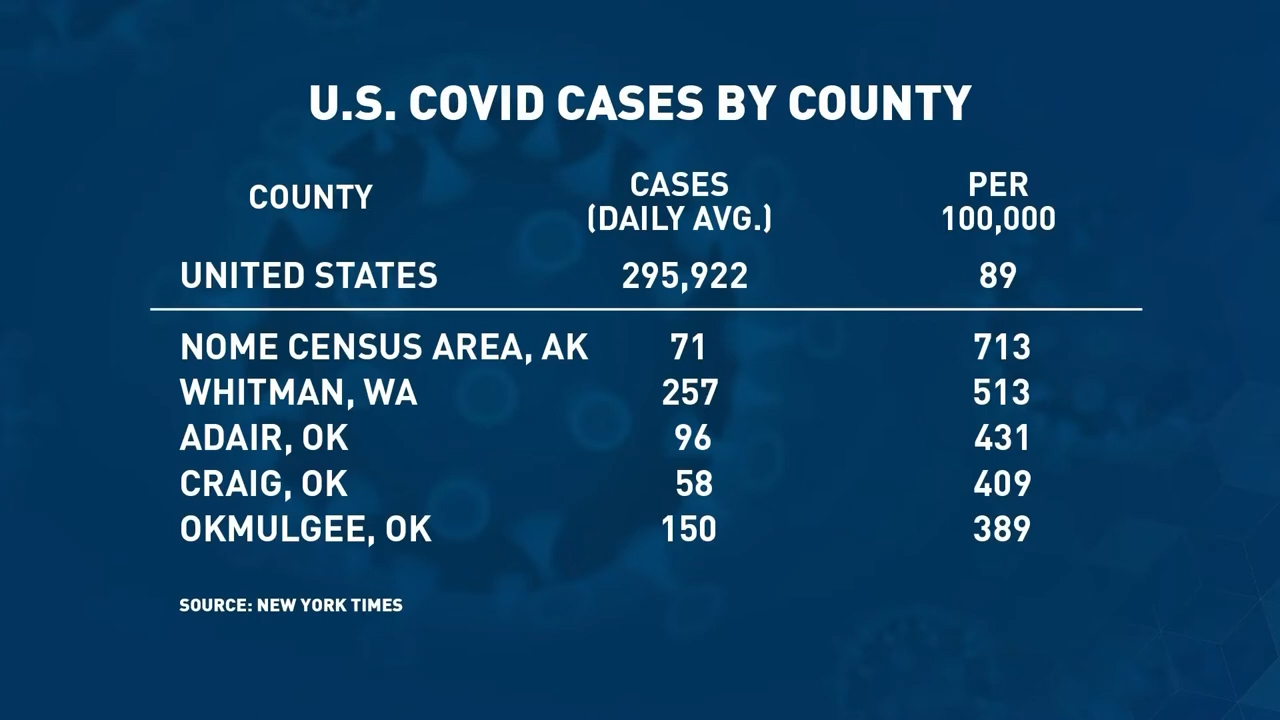 U.S. COVID CASES BY COUNTY
COUNTY
CASES
(DAILY AVG.)
PER
100,000
UNITED STATES 295,922 89
NOME CENSUS AREA, AK 71 713
WHITMAN, WA 257 513
ADAIR, OK 96 431
CRAIG, OK 58 409
OKMULGEE, OK 150 389
SOURCE: NEW YORK TIMES